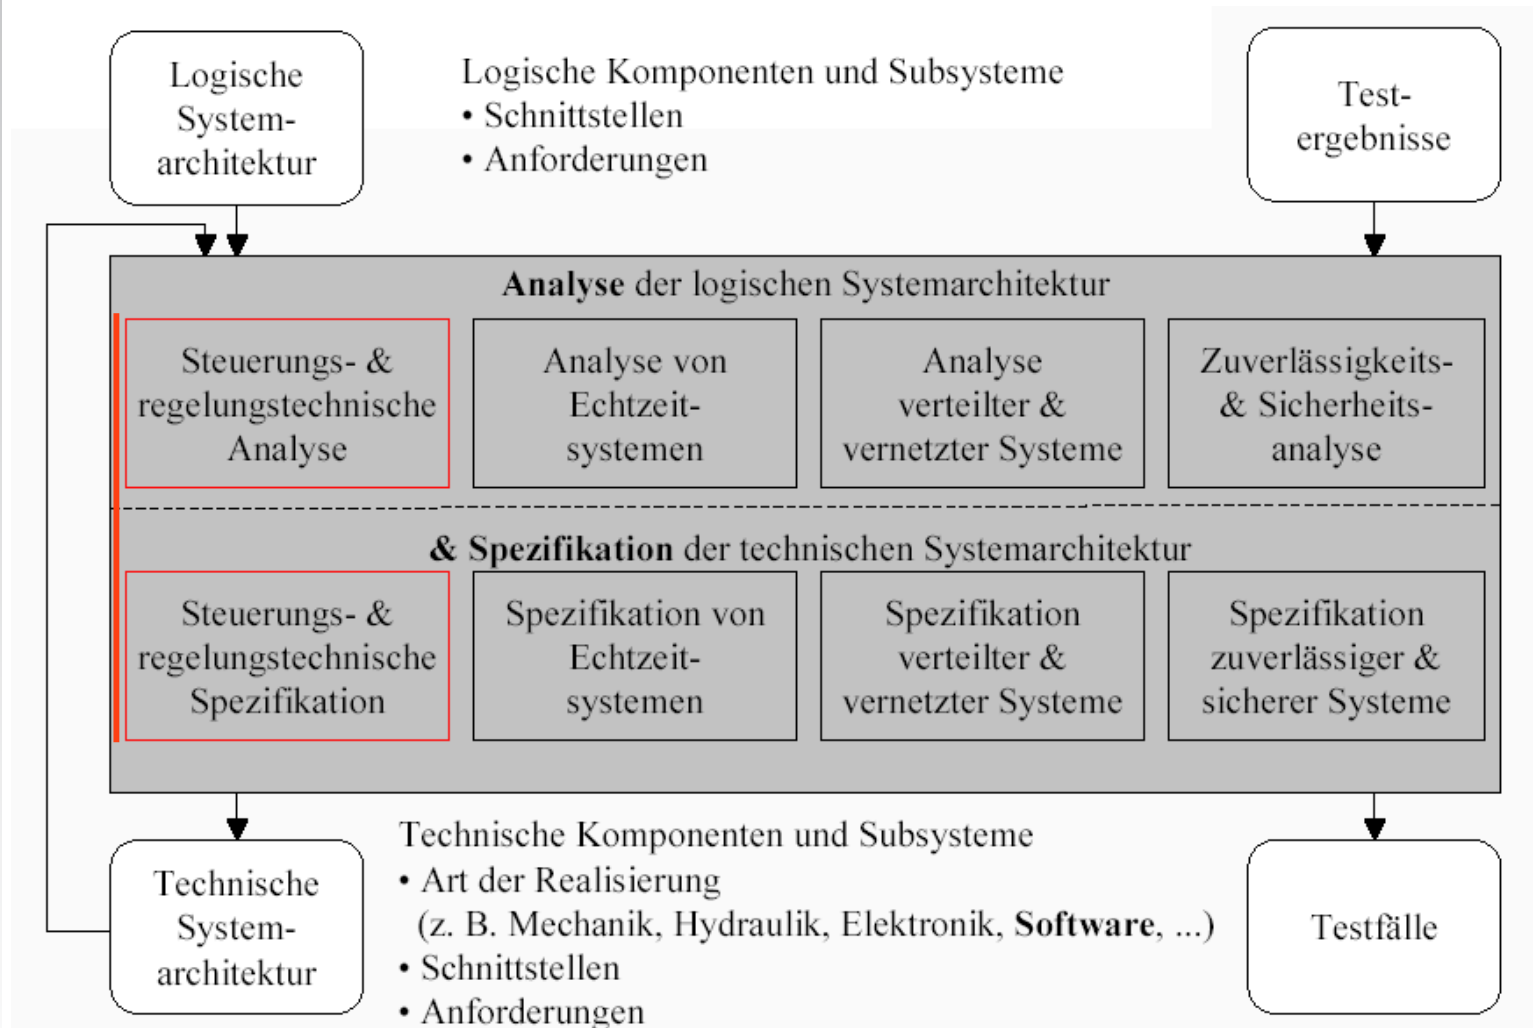 Logische
System-
architektur
Logische Komponenten und Subsysteme
• Schnittstellen
• Anforderungen
Test-
ergebnisse
Analyse der logischen Systemarchitektur
Steuerungs- &
regelungstechnische
Analyse
Analyse von
Echtzeit-
systemen
Analyse
verteilter &
vernetzter Systeme
Zuverlässigkeits-
& Sicherheits-
analyse
& Spezifikation der technischen Systemarchitektur
Steuerungs- &
regelungstechnische
Spezifikation
Spezifikation von
Echtzeit-
systemen
Spezifikation
verteilter &
vernetzter Systeme
Spezifikation
zuverlässiger &
sicherer Systeme
Technische
System-
architektur
Technische Komponenten und Subsysteme
• Art der Realisierung
(z. B. Mechanik, Hydraulik, Elektronik, Software, ...)
• Schnittstellen
• Anforderungen
Testfälle